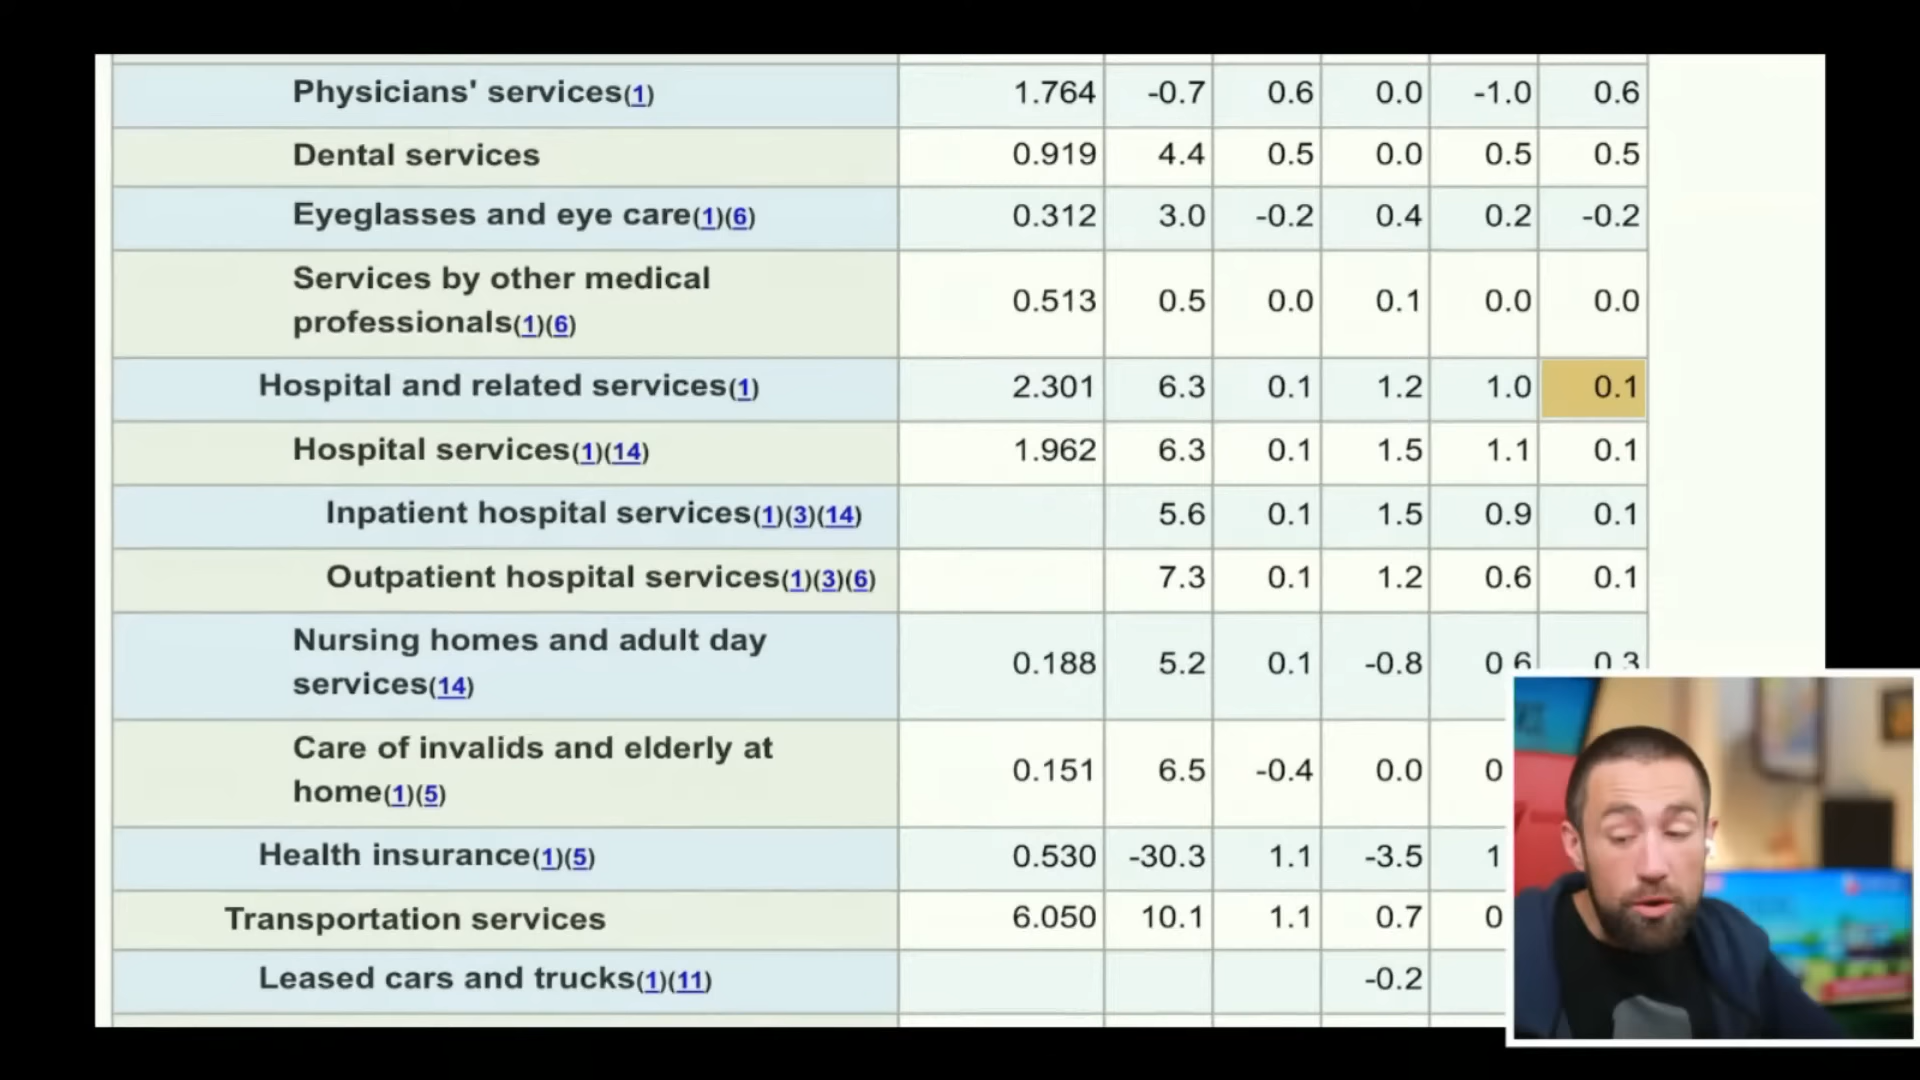 Physicians' services(1) 1.764 -0.7 0.6 0.0 -1.0 0.6
Dental services 0.919 4.4 0.5 0.0 0.5 0.5
Eyeglasses and eye care(1)(6) 0.312 3.0 -0.2 0.4 0.2 -0.2
Services by other medical
professionals(1)(6) 0.513 0.5 0.0 0.1 0.0 0.0
Hospital and related services(1) 2.301 6.3 0.1 1.2 1.0 0.1
Hospital services(1)(14) 1.962 6.3 0.1 1.5 1.1 0.1
Inpatient hospital services(1)(3)(14) 5.6 0.1 1.5 0.9 0.1
Outpatient hospital services(1)(3)(6) 7.3 0.1 1.2 0.6 0.1
Nursing homes and adult day
services(14) 0.188 5.2 0.1 -0.8 0.6 0.3
Care of invalids and elderly at
home(1)(5) 0.151 6.5 -0.4 0.0 0
Health insurance(1)(5) 0.530 -30.3 1.1 -3.5 1
Transportation services 6.050 10.1 1.1 0.7 0
Leased cars and trucks(1)(11) -0.2